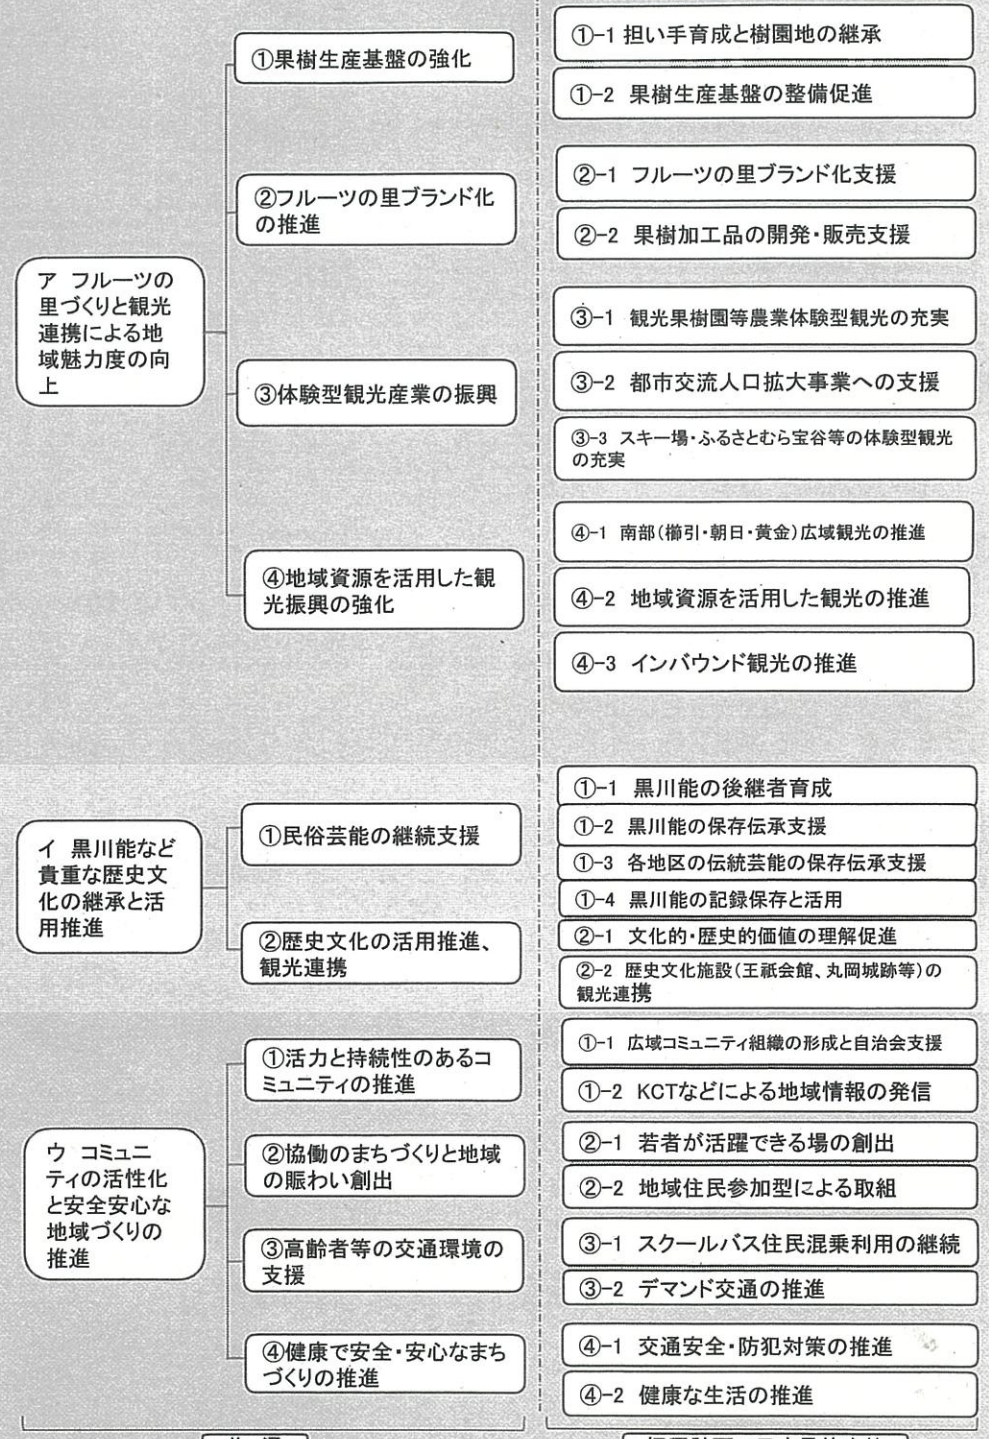 ア フルーツの
里づくりと観光
連携による地
域魅力度の向
上
①果樹生産基盤の強化
①-1 担い手育成と樹園地の継承
①-2 果樹生産基盤の整備促進
②フルーツの里ブランド化
の推進
②-1 フルーツの里ブランド化支援
②-2 果樹加工品の開発・販売支援
③体験型観光産業の振興
③-1 観光果樹園等農業体験型観光の充実
③-2 都市交流人口拡大事業への支援
③-3 スキー場・ふるさとむら宝谷等の体験型観光
の充実
④地域資源を活用した観
光振興の強化
④-1 南部(櫛引・朝日・黄金)広域観光の推進
④-2 地域資源を活用した観光の推進
④-3 インバウンド観光の推進
イ 黒川能など
貴重な歴史文
化の継承と活
用推進
①民俗芸能の継続支援
①-1 黒川能の後継者育成
①-2 黒川能の保存伝承支援
①-3 各地区の伝統芸能の保存伝承支援
①-4 黒川能の記録保存と活用
②歴史文化の活用推進、
観光連携
②-1 文化的・歴史的価値の理解促進
②-2 歴史文化施設(王祇会館、丸岡城跡等)の
観光連携
ウ コミュニ
ティの活性化
と安全安心な
地域づくりの
推進
①活力と持続性のあるコ
ミュニティの推進
①-1 広域コミュニティ組織の形成と自治会支援
①-2 KCTなどによる地域情報の発信
②協働のまちづくりと地域
の賑わい創出
②-1 若者が活躍できる場の創出
②-2 地域住民参加型による取組
③高齢者等の交通環境の
支援
③-1 スクールバス住民混乗利用の継続
③-2 デマンド交通の推進
④健康で安全・安心なまち
づくりの推進
④-1 交通安全・防犯対策の推進
④-2 健康な生活の推進